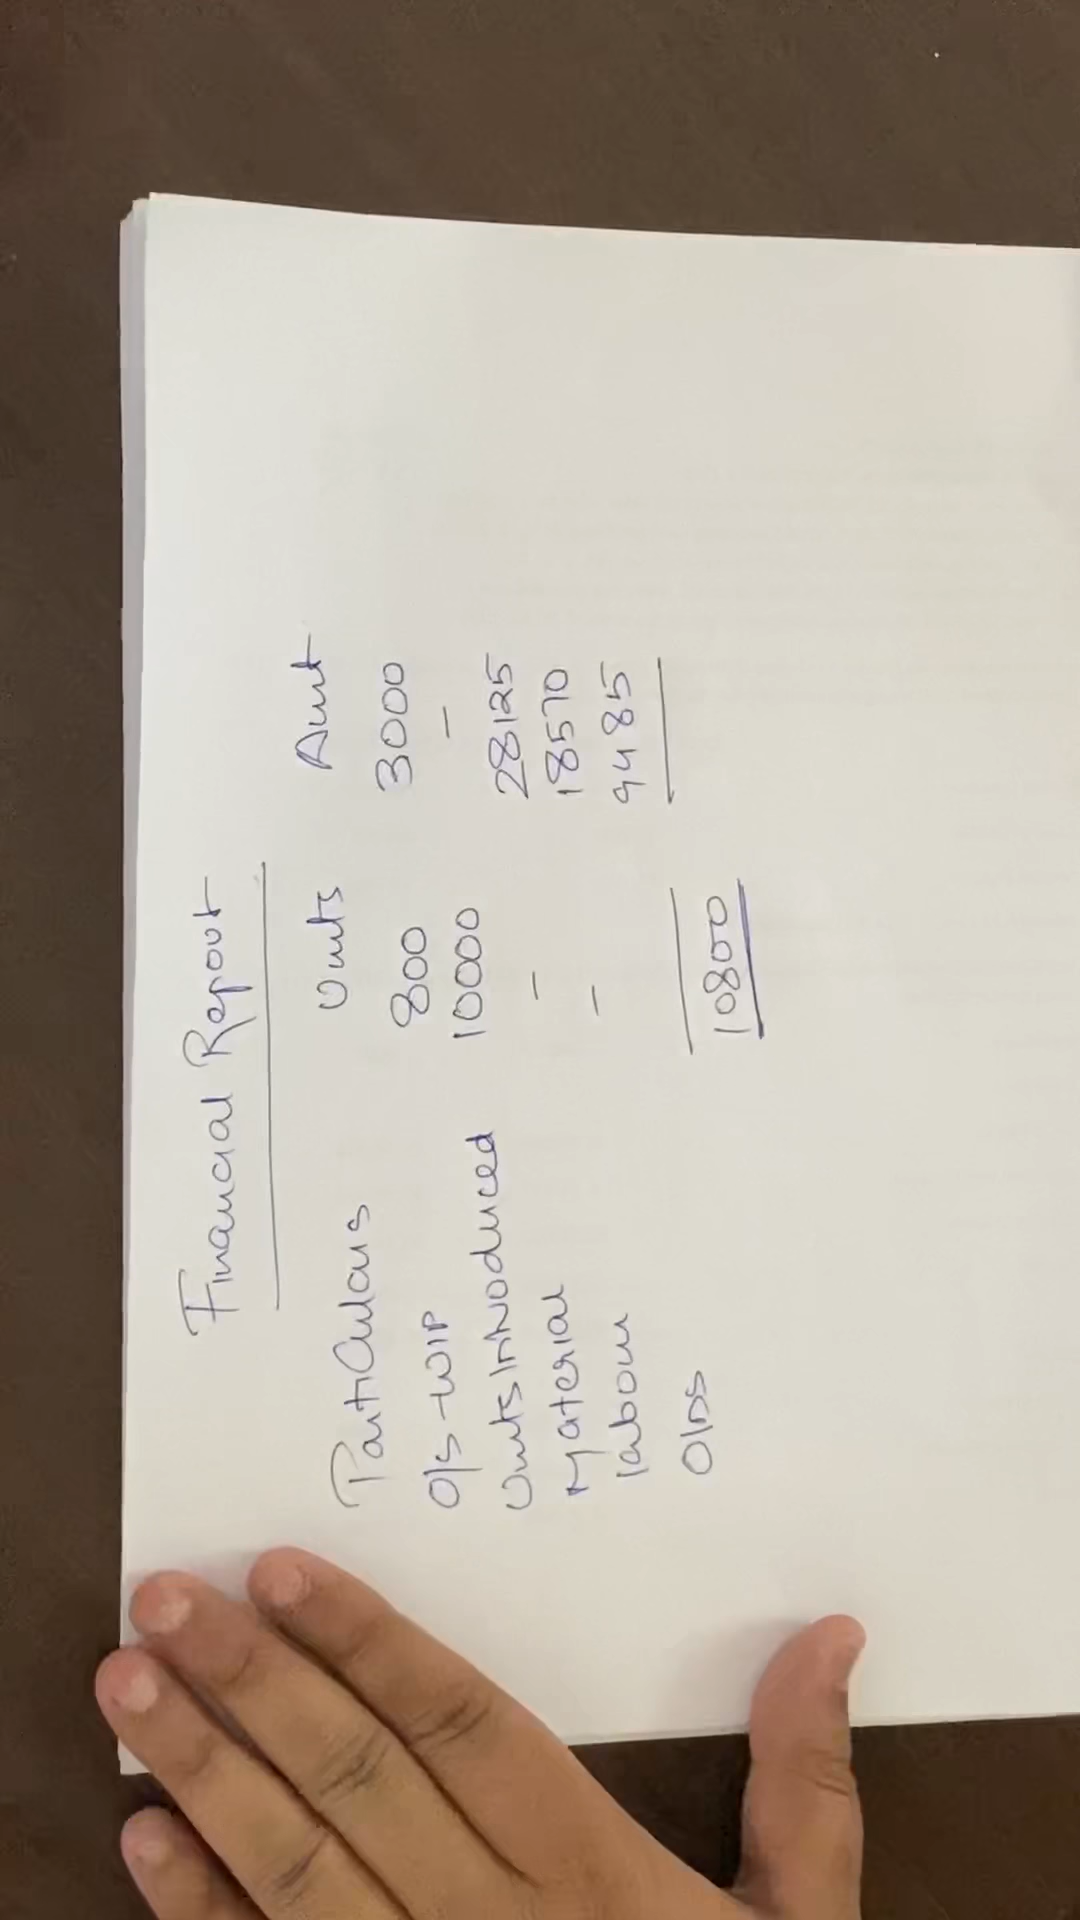 Financial Report
Particulars Units Amt
O/s-WIP 800 3000
Units Introduced 10000 -
Material - 28125
labour - 18570
O/DS 9485
10800